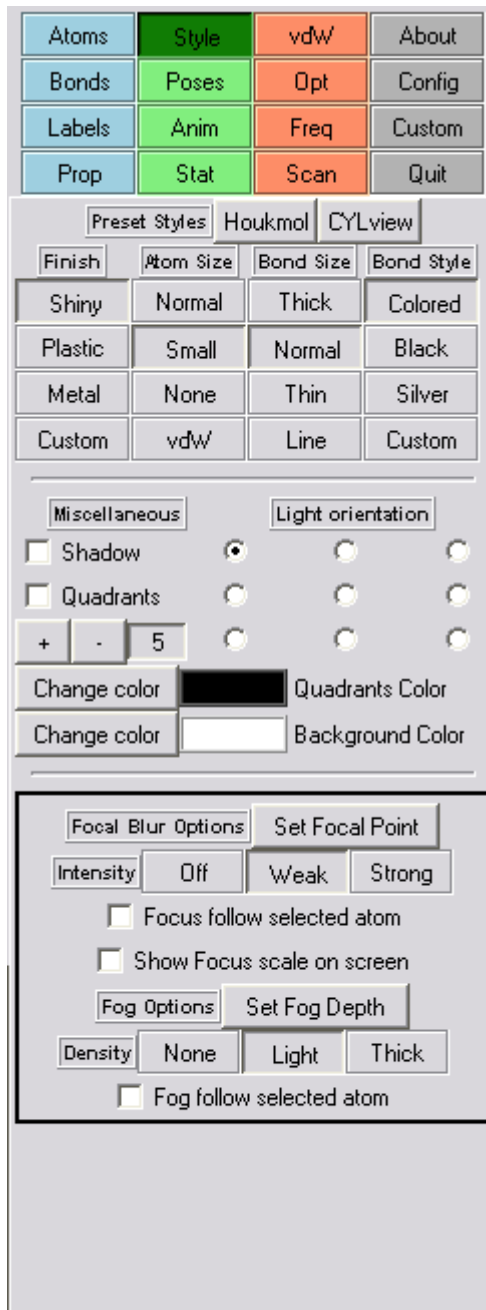 Atoms Style vdW About
Bonds Poses Opt Config
Labels Anim Freq Custom
Prop Stat Scan Quit
Preset Styles Houkmol CYLview
Finish Atom Size Bond Size Bond Style
Shiny Normal Thick Colored
Plastic Small Normal Black
Metal None Thin Silver
Custom vdW Line Custom
Miscellaneous Light orientation
Shadow
Quadrants
+ - 5
Change color Quadrants Color
Change color Background Color
Focal Blur Options Set Focal Point
Intensity Off Weak Strong
Focus follow selected atom
Show Focus scale on screen
Fog Options Set Fog Depth
Density None Light Thick
Fog follow selected atom